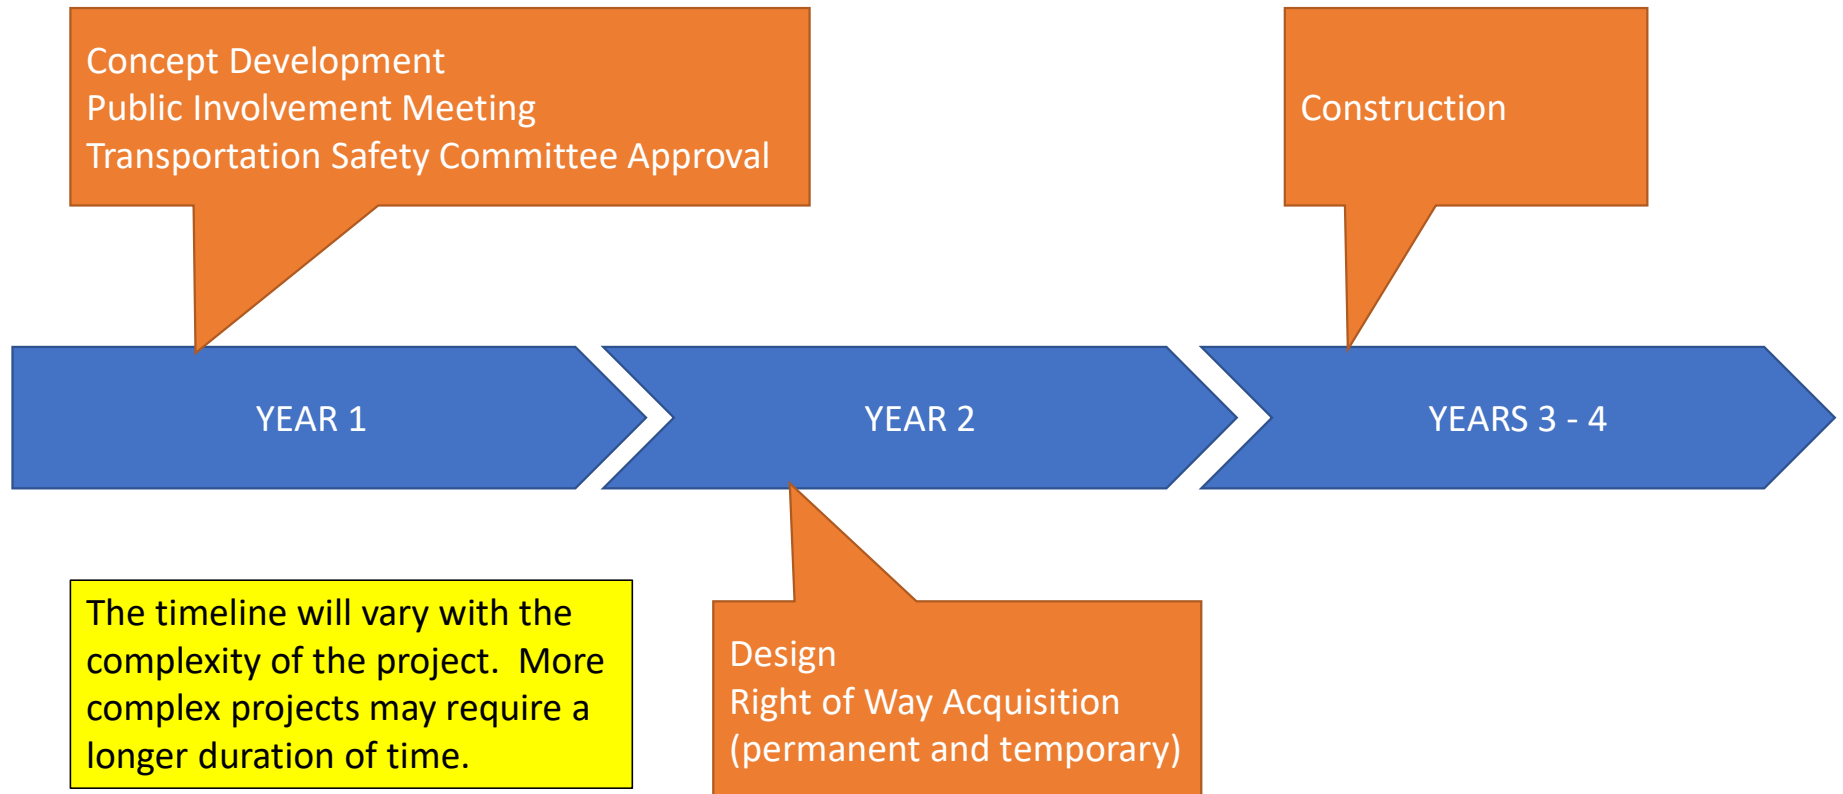 Concept Development
Public Involvement Meeting
Transportation Safety Committee Approval
Construction
YEAR 1
YEAR 2
YEARS 3 - 4
The timeline will vary with the
complexity of the project.  More
complex projects may require a
longer duration of time.
Design
Right of Way Acquisition
(permanent and temporary)